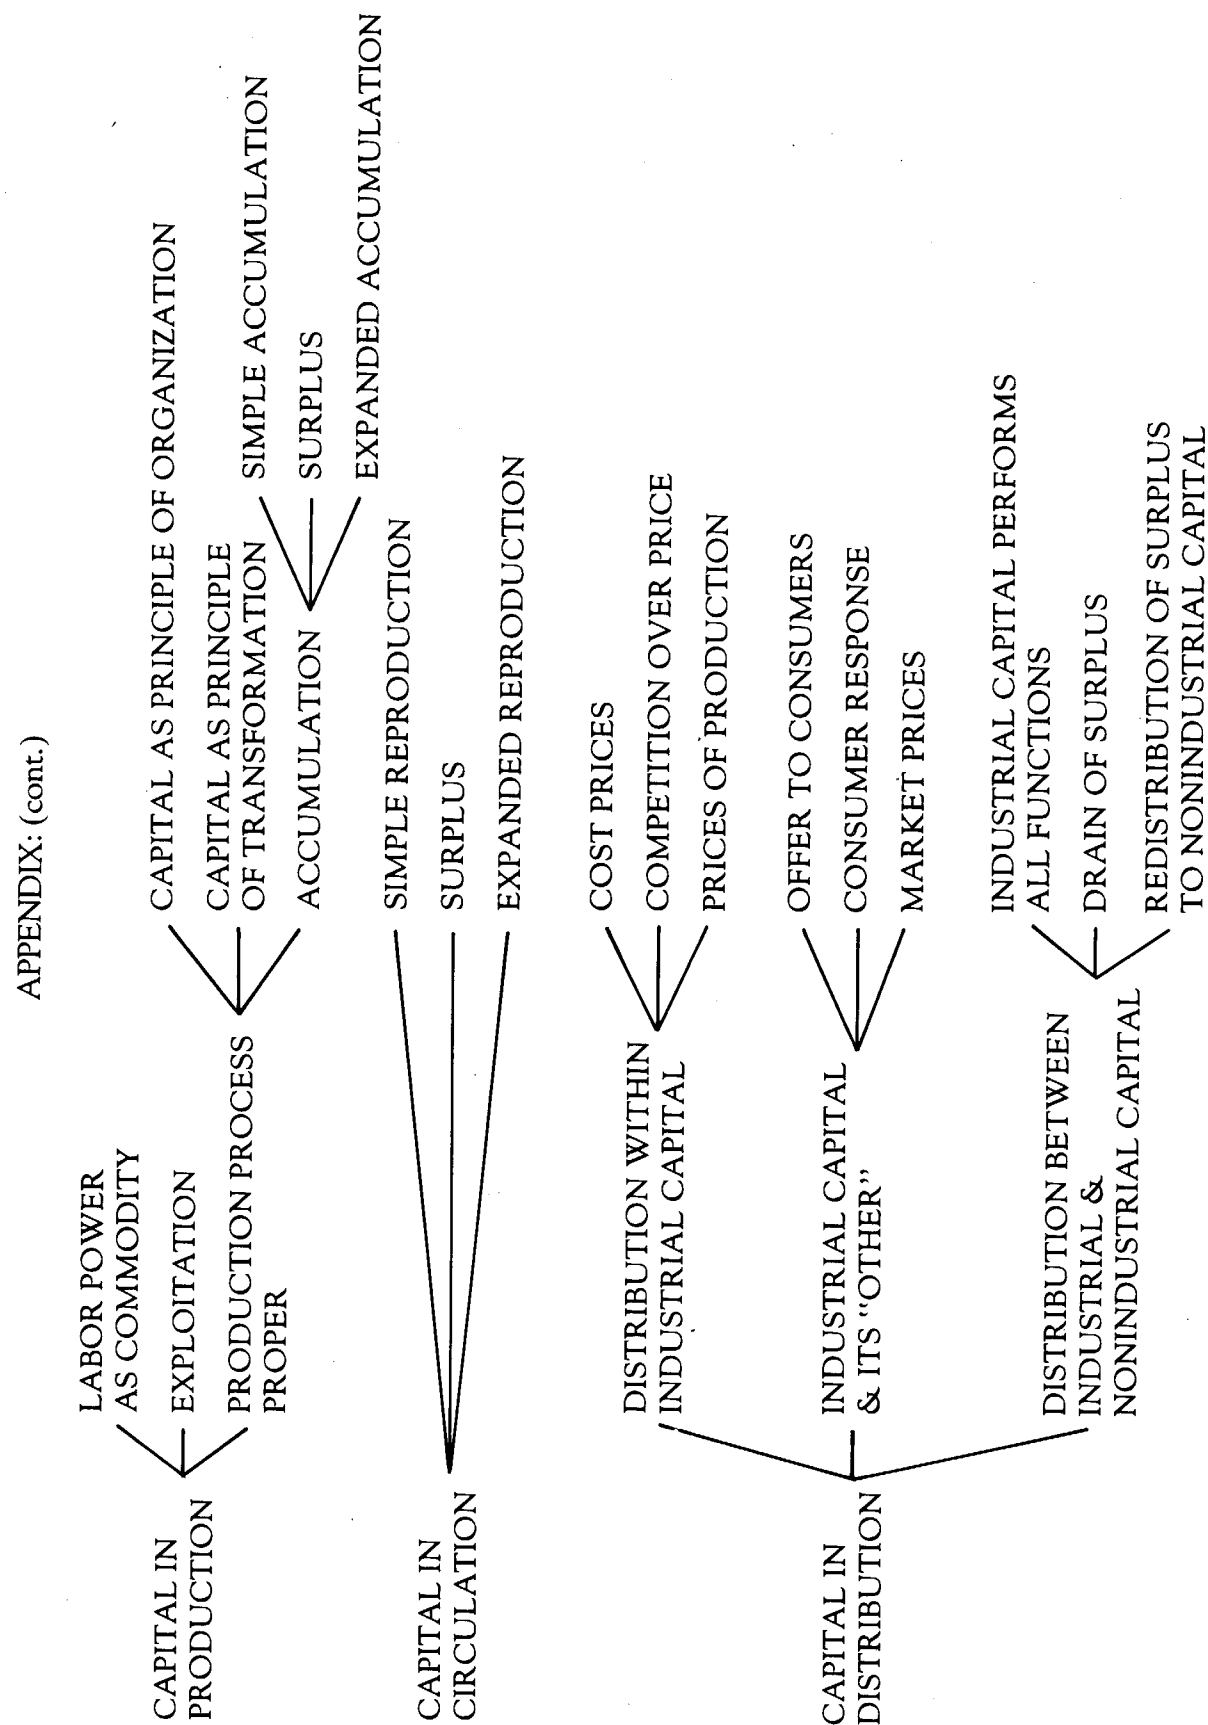 APPENDIX: (cont.)
CAPITAL IN
PRODUCTION
LABOR POWER
AS COMMODITY
EXPLOITATION
PRODUCTION PROCESS
PROPER
CAPITAL AS PRINCIPLE OF ORGANIZATION
CAPITAL AS PRINCIPLE
OF TRANSFORMATION
ACCUMULATION
SIMPLE ACCUMULATION
SURPLUS
EXPANDED ACCUMULATION
CAPITAL IN
CIRCULATION
SIMPLE REPRODUCTION
SURPLUS
EXPANDED REPRODUCTION
CAPITAL IN
DISTRIBUTION
DISTRIBUTION WITHIN
INDUSTRIAL CAPITAL
COST PRICES
COMPETITION OVER PRICE
PRICES OF PRODUCTION
INDUSTRIAL CAPITAL
& ITS "OTHER"
OFFER TO CONSUMERS
CONSUMER RESPONSE
MARKET PRICES
DISTRIBUTION BETWEEN
INDUSTRIAL &
NONINDUSTRIAL CAPITAL
INDUSTRIAL CAPITAL PERFORMS
ALL FUNCTIONS
DRAIN OF SURPLUS
REDISTRIBUTION OF SURPLUS
TO NONINDUSTRIAL CAPITAL